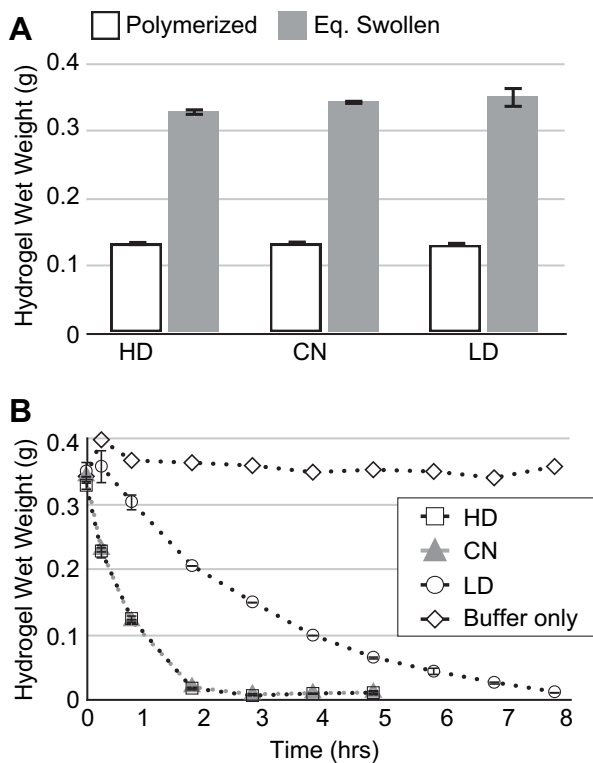 A
Polymerized
Eq. Swollen
Hydrogel Wet Weight (g)
0.4
0.3
0.2
0.1
0
HD
CN
LD
B
Hydrogel Wet Weight (g)
0.4
0.3
0.2
0.1
0
HD
CN
LD
Buffer only
0 1 2 3 4 5 6 7 8
Time (hrs)